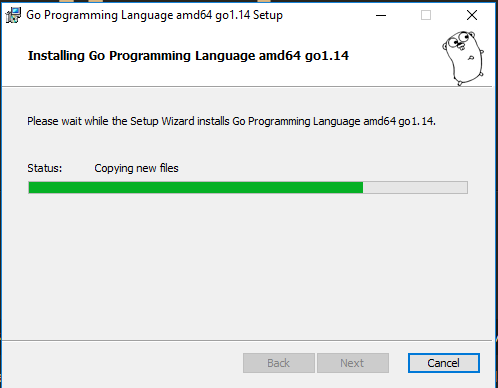 Go Programming Language amd64 go1.14 Setup
Installing Go Programming Language amd64 go1.14
Please wait while the Setup Wizard installs Go Programming Language amd64 go1.14.
Status: Copying new files
Back Next Cancel